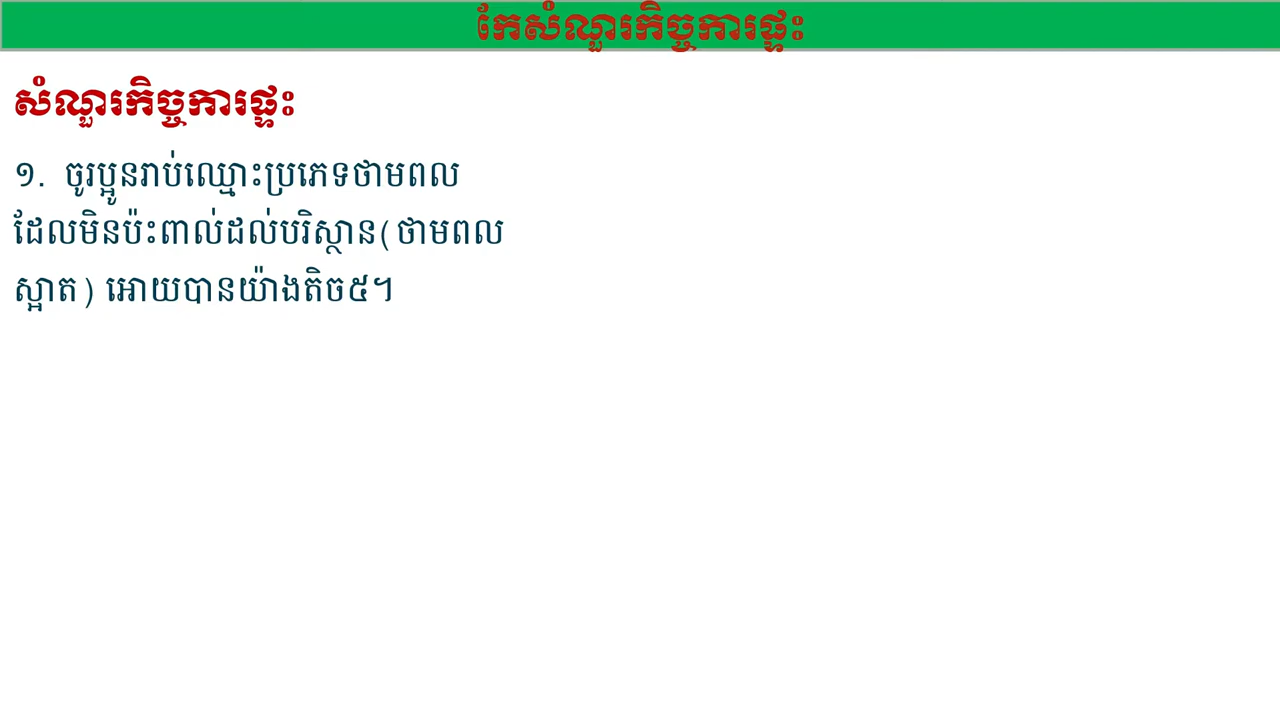 កែសំណួរកិច្ចការផ្ទះ
សំណួរកិច្ចការផ្ទះ
១. ចូរប្អូនរាប់ឈ្មោះប្រភេទថាមពល
ដែលមិនប៉ះពាល់ដល់បរិស្ថាន(ថាមពល
ស្អាត) អោយបានយ៉ាងតិច៥។